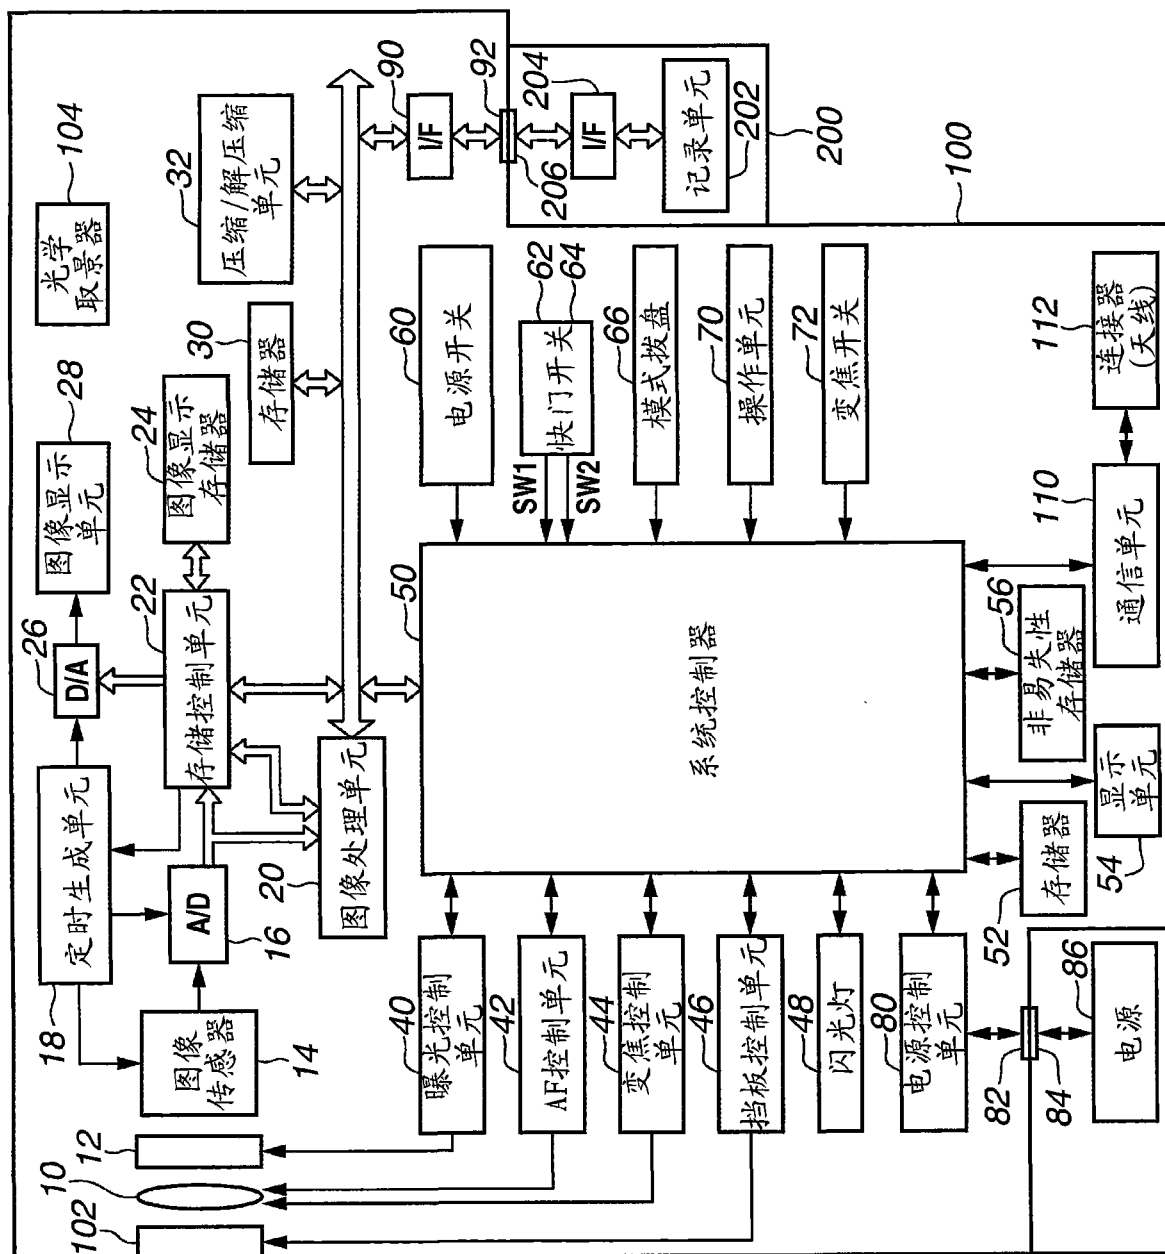 102
10
12
14
图像
传感器
18
定时生成单元
16
A/D
26
D/A
28
图像显示
单元
22
存储控制单元
24
图像显示
存储器
20
图像处理单元
30
存储器
32
压缩/解压缩
单元
104
光学
取景器
90
I/F
92
206
204
I/F
记录单元
202
200
100
40
曝光控制
单元
42
AF控制单元
44
变焦控制
单元
46
挡板控制单元
48
闪光灯
80
电源控制
单元
50
系统控制器
60
电源开关
62
64
快门开关
SW1
SW2
66
模式拨盘
70
操作单元
72
变焦开关
82
84
86
电源
52
存储器
54
显示
单元
56
非易失性
存储器
110
通信单元
112
连接器
(天线)